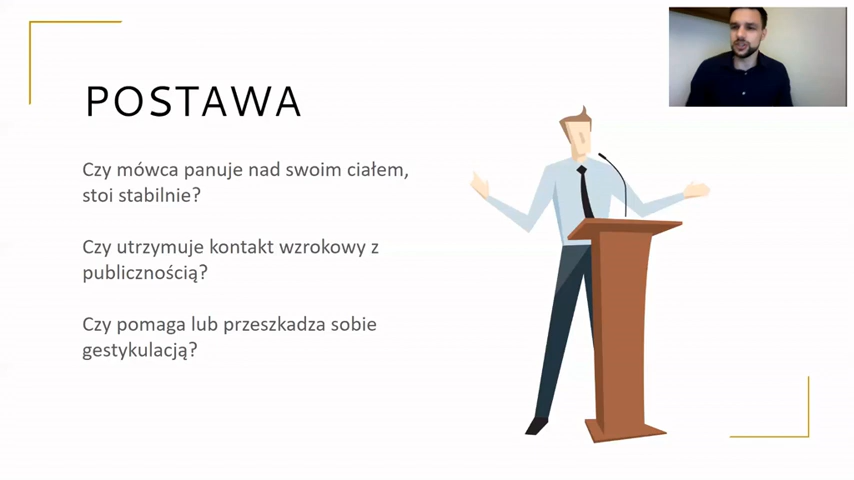 POSTAWA
Czy mówca panuje nad swoim ciałem,
stoi stabilnie?
Czy utrzymuje kontakt wzrokowy z
publicznością?
Czy pomaga lub przeszkadza sobie
gestykulacją?